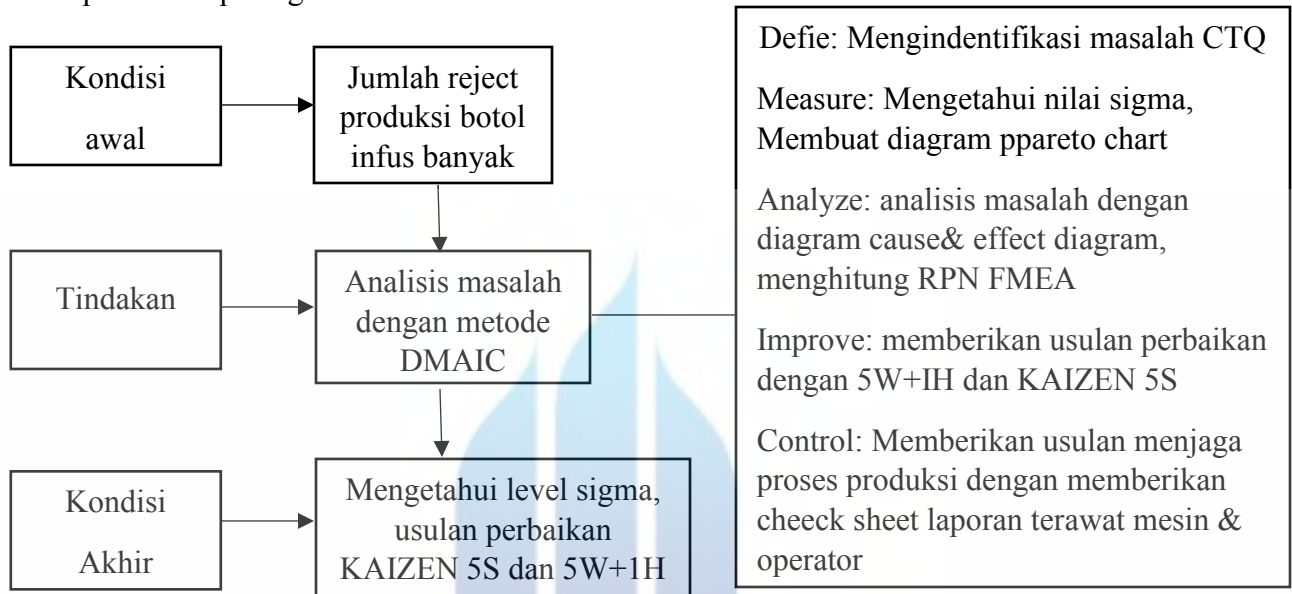 Kondisi
awal
Jumlah reject
produksi botol
infus banyak
Defie: Mengindentifikasi masalah CTQ
Measure: Mengetahui nilai sigma,
Membuat diagram ppareto chart
Analyze: analisis masalah dengan
diagram cause& effect diagram,
menghitung RPN FMEA
Improve: memberikan usulan perbaikan
dengan 5W+IH dan KAIZEN 5S
Control: Memberikan usulan menjaga
proses produksi dengan memberikan
cheeck sheet laporan terawat mesin &
operator
Tindakan
Analisis masalah
dengan metode
DMAIC
Kondisi
Akhir
Mengetahui level sigma,
usulan perbaikan
KAIZEN 5S dan 5W+1H